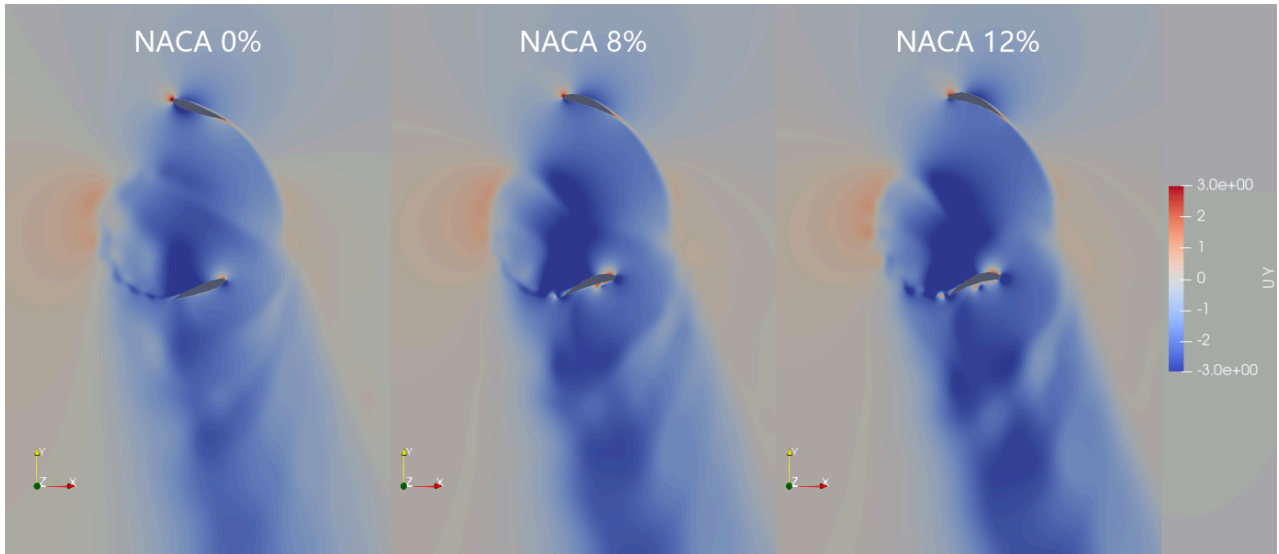 NACA 0%
NACA 8%
NACA 12%
3.0e+00
2
1
0
-1
-2
-3.0e+00
UY
Y
Z
X
Y
Z
X
Y
Z
X